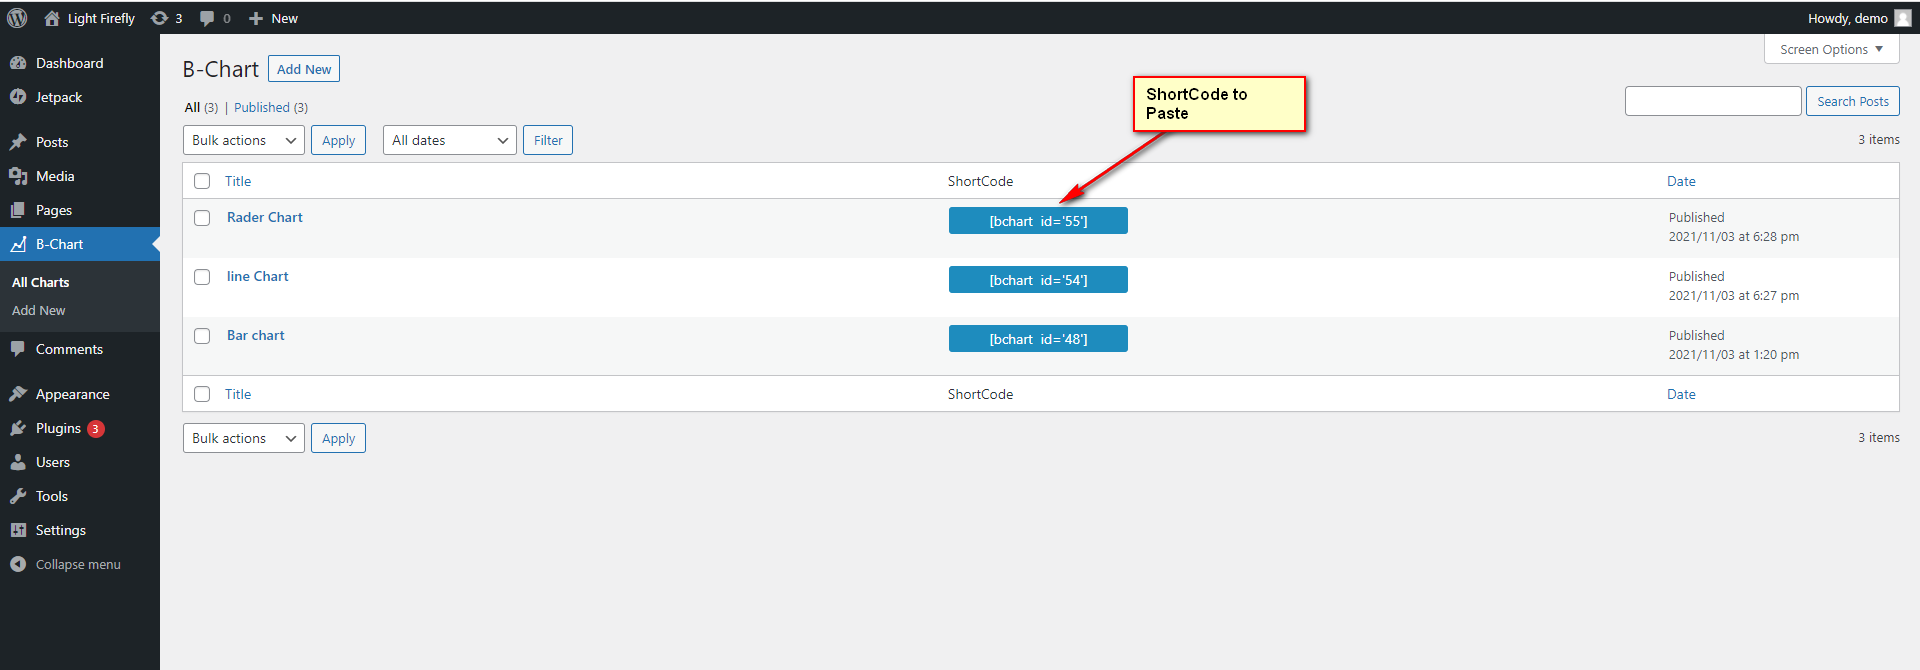 Light Firefly 3 0 New Howdy, demo
Screen Options
Dashboard
Jetpack
Posts
Media
Pages
B-Chart
All Charts
Add New
Comments
Appearance
Plugins 3
Users
Tools
Settings
Collapse menu
B-Chart Add New
ShortCode to
Paste
All (3) | Published (3)
Search Posts
Bulk actions Apply All dates Filter 3 items
Title ShortCode Date
Rader Chart [bchart id='55'] Published
2021/11/03 at 6:28 pm
line Chart [bchart id='54'] Published
2021/11/03 at 6:27 pm
Bar chart [bchart id='48'] Published
2021/11/03 at 1:20 pm
Title ShortCode Date
Bulk actions Apply 3 items